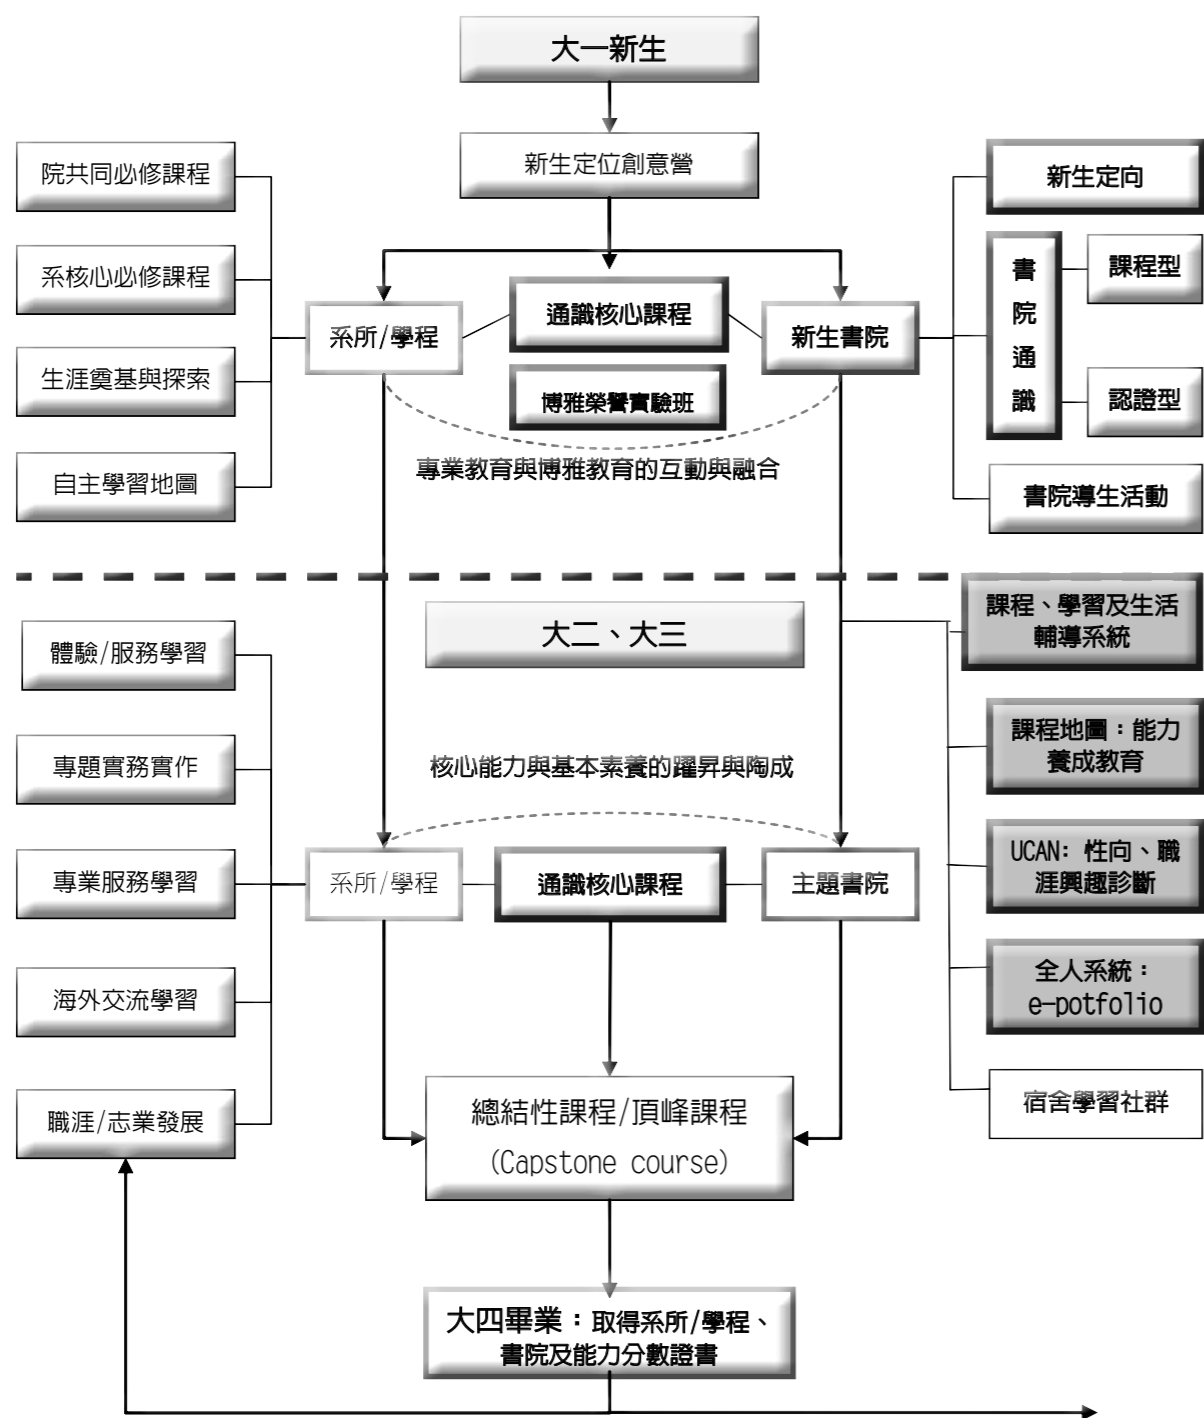 大一新生
新生定位創意營
院共同必修課程
系核心必修課程
生涯奠基與探索
自主學習地圖
系所/學程
通識核心課程
新生書院
博雅榮譽實驗班
專業教育與博雅教育的互動與融合
新生定向
書院通識
課程型
認證型
書院導生活動
大二、大三
體驗/服務學習
專題實務實作
專業服務學習
海外交流學習
職涯/志業發展
核心能力與基本素養的躍昇與陶成
系所/學程
通識核心課程
主題書院
課程、學習及生活
輔導系統
課程地圖：能力
養成教育
UCAN: 性向、職
涯興趣診斷
全人系統：
e-potfolio
宿舍學習社群
總結性課程/頂峰課程
(Capstone course)
大四畢業：取得系所/學程、
書院及能力分數證書